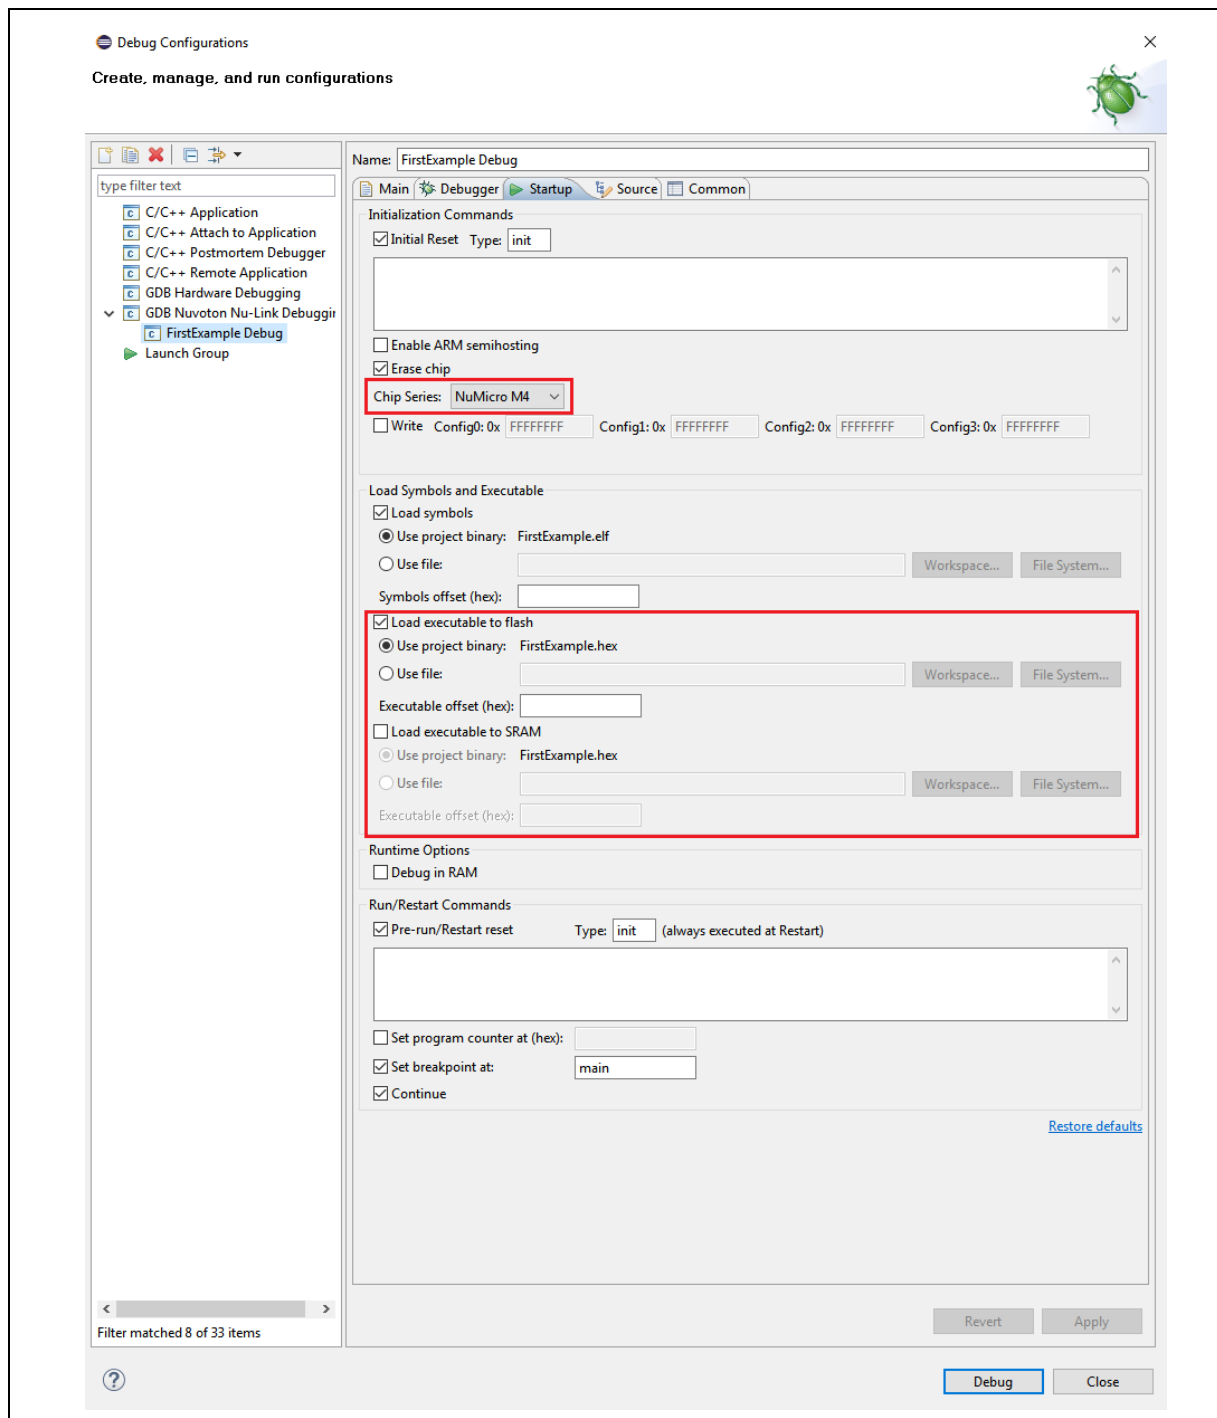 Debug Configurations
Create, manage, and run configurations
Name: FirstExample Debug
type filter text
Main Debugger Startup Source Common
C/C++ Application
C/C++ Attach to Application
C/C++ Postmortem Debugger
C/C++ Remote Application
GDB Hardware Debugging
GDB Nuvoton Nu-Link Debuggin
FirstExample Debug
Launch Group
Initialization Commands
Initial Reset Type: init
Enable ARM semihosting
Erase chip
Chip Series: NuMicro M4
Write Config0: 0x FFFFFFFF Config1: 0x FFFFFFFF Config2: 0x FFFFFFFF Config3: 0x FFFFFFFF
Load Symbols and Executable
Load symbols
Use project binary: FirstExample.elf
Use file: Workspace... File System...
Symbols offset (hex):
Load executable to flash
Use project binary: FirstExample.hex
Use file: Workspace... File System...
Executable offset (hex):
Load executable to SRAM
Use project binary: FirstExample.hex
Use file: Workspace... File System...
Executable offset (hex):
Runtime Options
Debug in RAM
Run/Restart Commands
Pre-run/Restart reset Type: init (always executed at Restart)
Set program counter at (hex):
Set breakpoint at: main
Continue
Restore defaults
Filter matched 8 of 33 items
Revert Apply
Debug Close